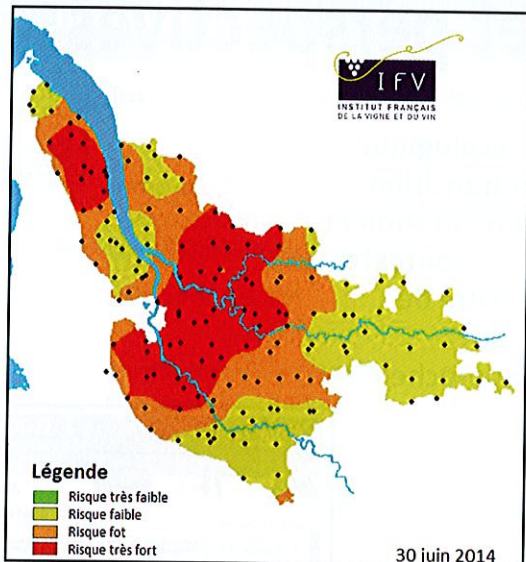 IFV
INSTITUT FRANÇAIS
DE LA VIGNE ET DU VIN
Légende
Risque très faible
Risque faible
Risque fot
Risque très fort
30 juin 2014